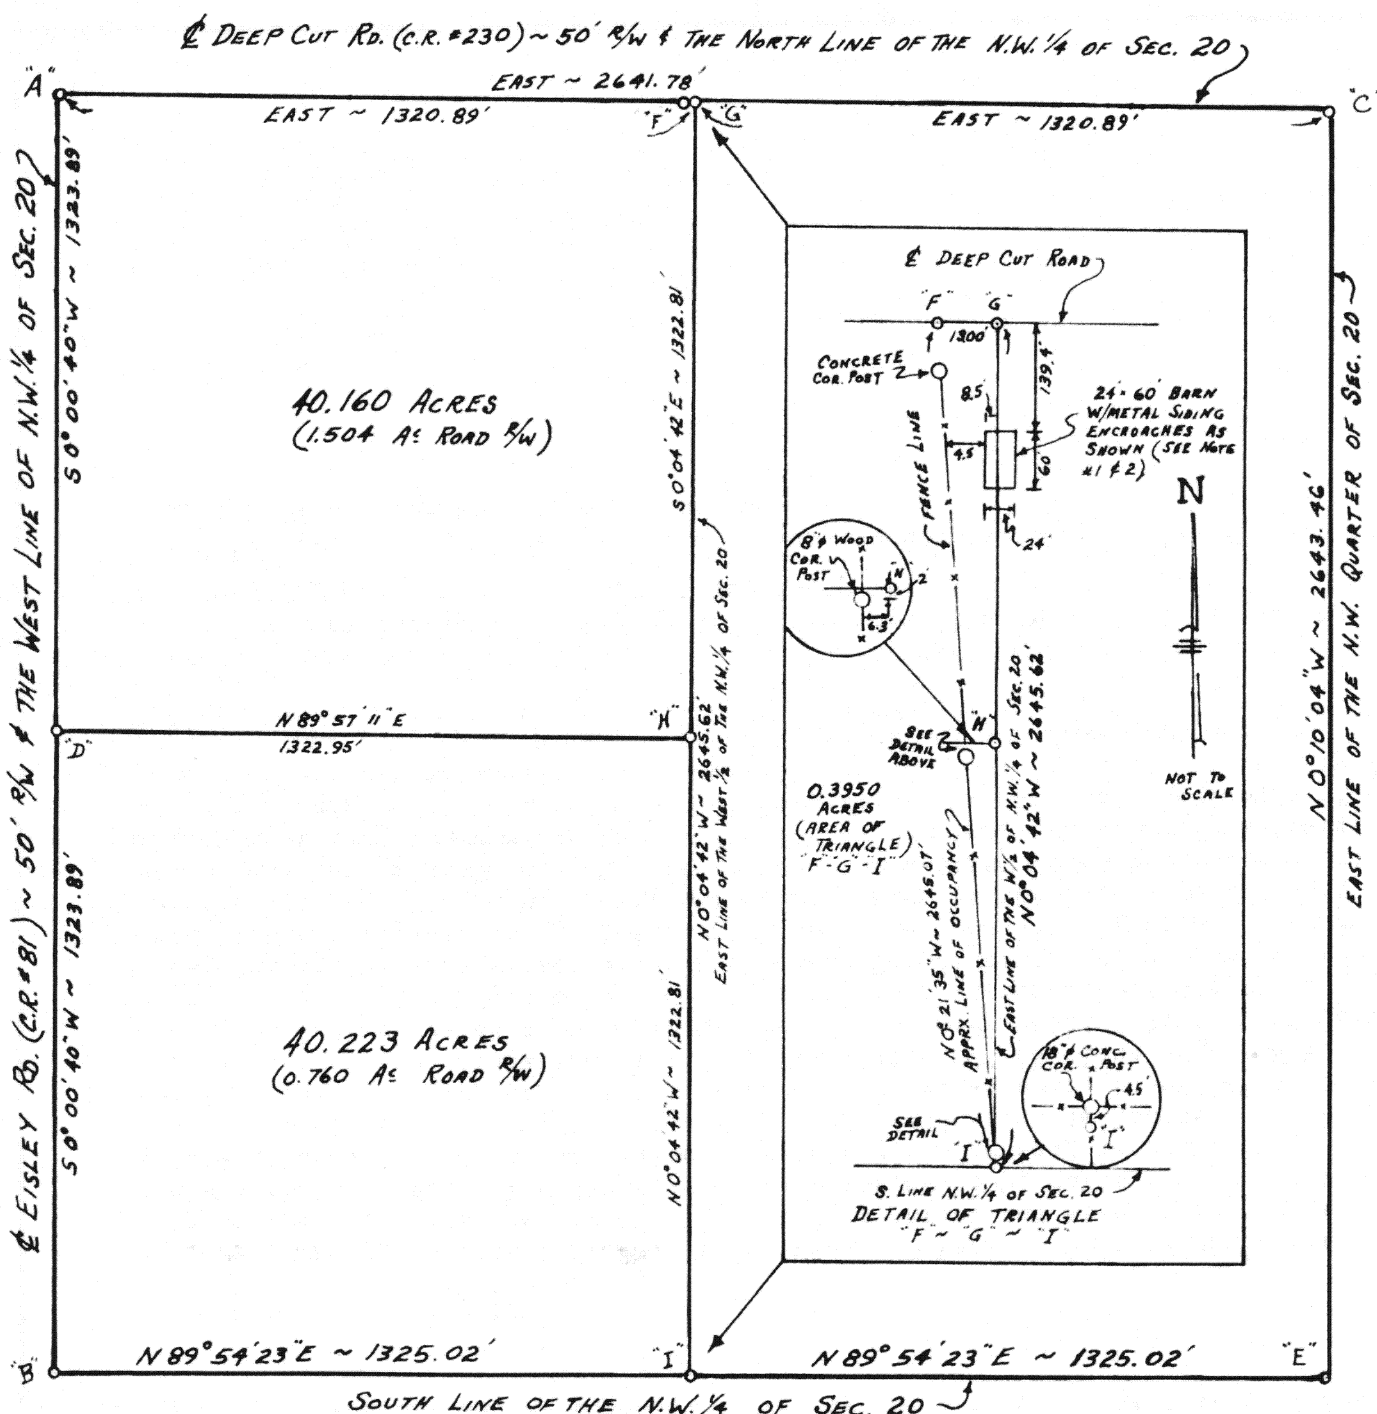 ℄ DEEP CUT RD. (C.R. #230) ~ 50' R/W & THE NORTH LINE OF THE N.W. 1/4 OF SEC. 20
"A"
EAST ~ 2641.78'
"C"
EAST ~ 1320.89'
"F"
"G"
EAST ~ 1320.89'
S 0° 00' 40" W ~ 1323.89'
℄ EISLEY RD. (C.R. #81) ~ 50' R/W & THE WEST LINE OF N.W. 1/4 OF SEC. 20
40.160 ACRES
(1.504 Ac ROAD R/W)
S 0° 04' 42" E ~ 1322.81'
℄ DEEP CUT ROAD
"F"
"G"
13.00'
CONCRETE
COR. POST
139.4'
8.5'
24' x 60' BARN
W/METAL SIDING
ENCROACHES AS
SHOWN (SEE NOTE
#1 & 2)
4.5'
60'
FENCE LINE
24'
N
8" ϕ WOOD
COR.
POST
"H"
2'
6.3'
"H"
SEE
DETAIL
ABOVE
NOT TO
SCALE
0.3950
ACRES
(AREA OF
TRIANGLE)
"F-G-I"
N 0° 21' 35" W ~ 2645.07'
APPRX. LINE OF OCCUPANCY
EAST LINE OF THE W. 1/2 OF N.W. 1/4 OF SEC. 20
N 0° 04' 42" W ~ 2645.62'
18" ϕ CONC.
COR. POST
4.5'
"I"
SEE
DETAIL
"I"
S. LINE N.W. 1/4 OF SEC. 20
DETAIL OF TRIANGLE
"F" ~ "G" ~ "I"
N 0° 10' 04" W ~ 2643.46'
EAST LINE OF THE N.W. QUARTER OF SEC. 20
N 89° 57' 11" E
1322.95'
"D"
"H"
N 0° 04' 42" W ~ 2645.62'
EAST LINE OF THE WEST 1/2 OF THE N.W. 1/4 OF SEC. 20
S 0° 00' 40" W ~ 1323.89'
40.223 ACRES
(0.760 Ac ROAD R/W)
N 0° 04' 42" W ~ 1322.81'
"B"
N 89° 54' 23" E ~ 1325.02'
"I"
N 89° 54' 23" E ~ 1325.02'
"E"
SOUTH LINE OF THE N.W. 1/4 OF SEC. 20